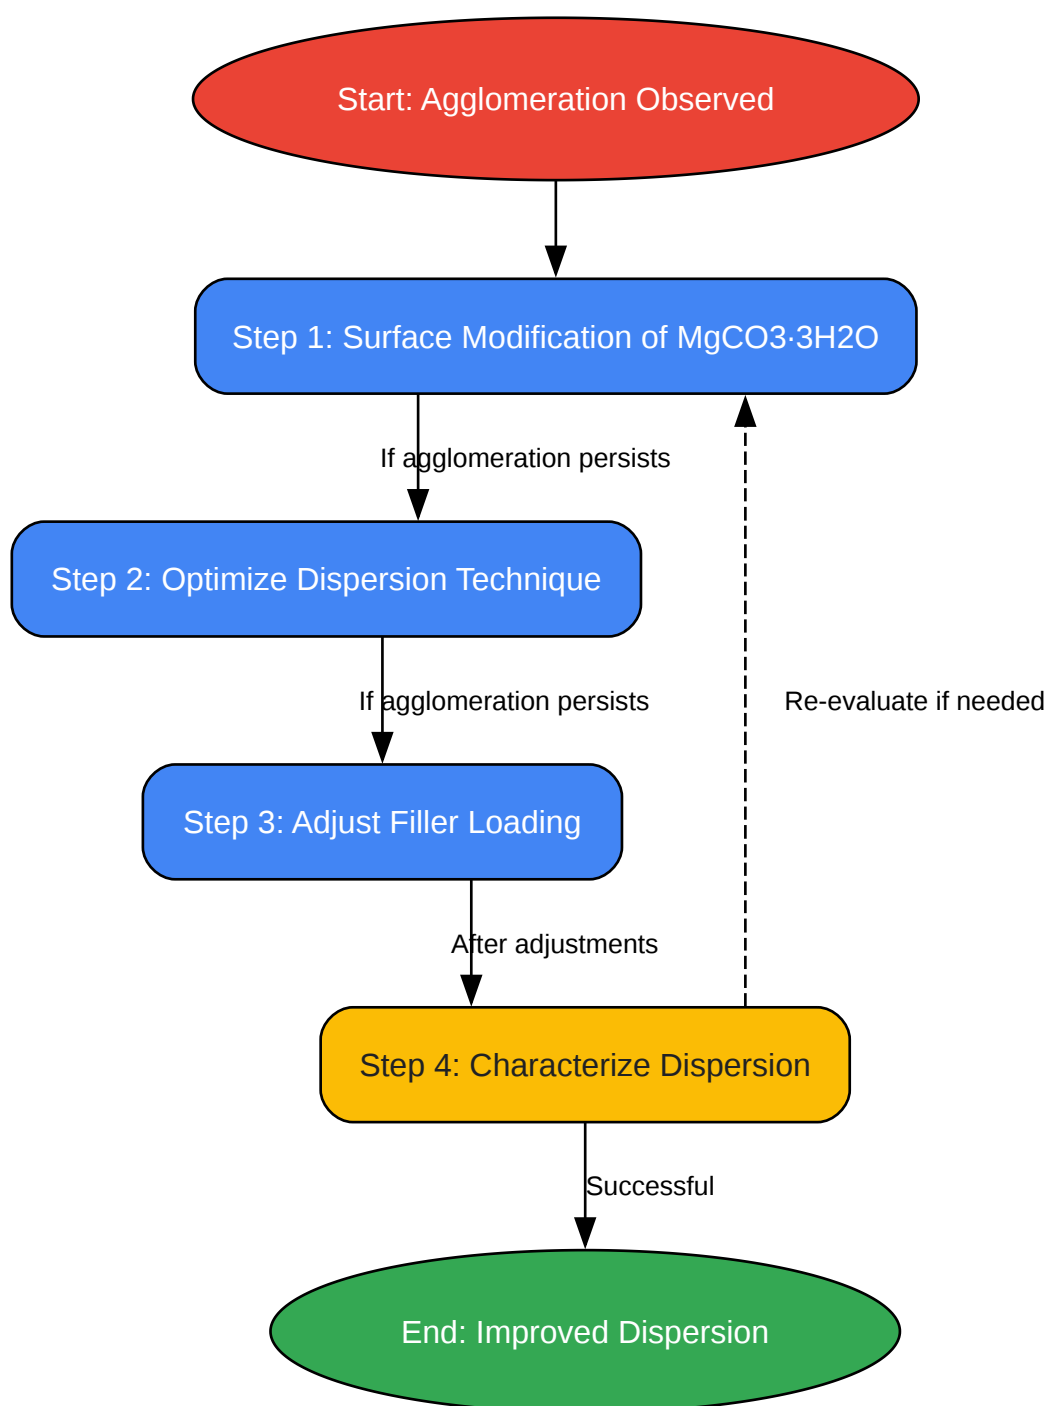 Start: Agglomeration Observed
Step 1: Surface Modification of MgCO3·3H2O
If agglomeration persists
Step 2: Optimize Dispersion Technique
If agglomeration persists
Re-evaluate if needed
Step 3: Adjust Filler Loading
After adjustments
Step 4: Characterize Dispersion
Successful
End: Improved Dispersion